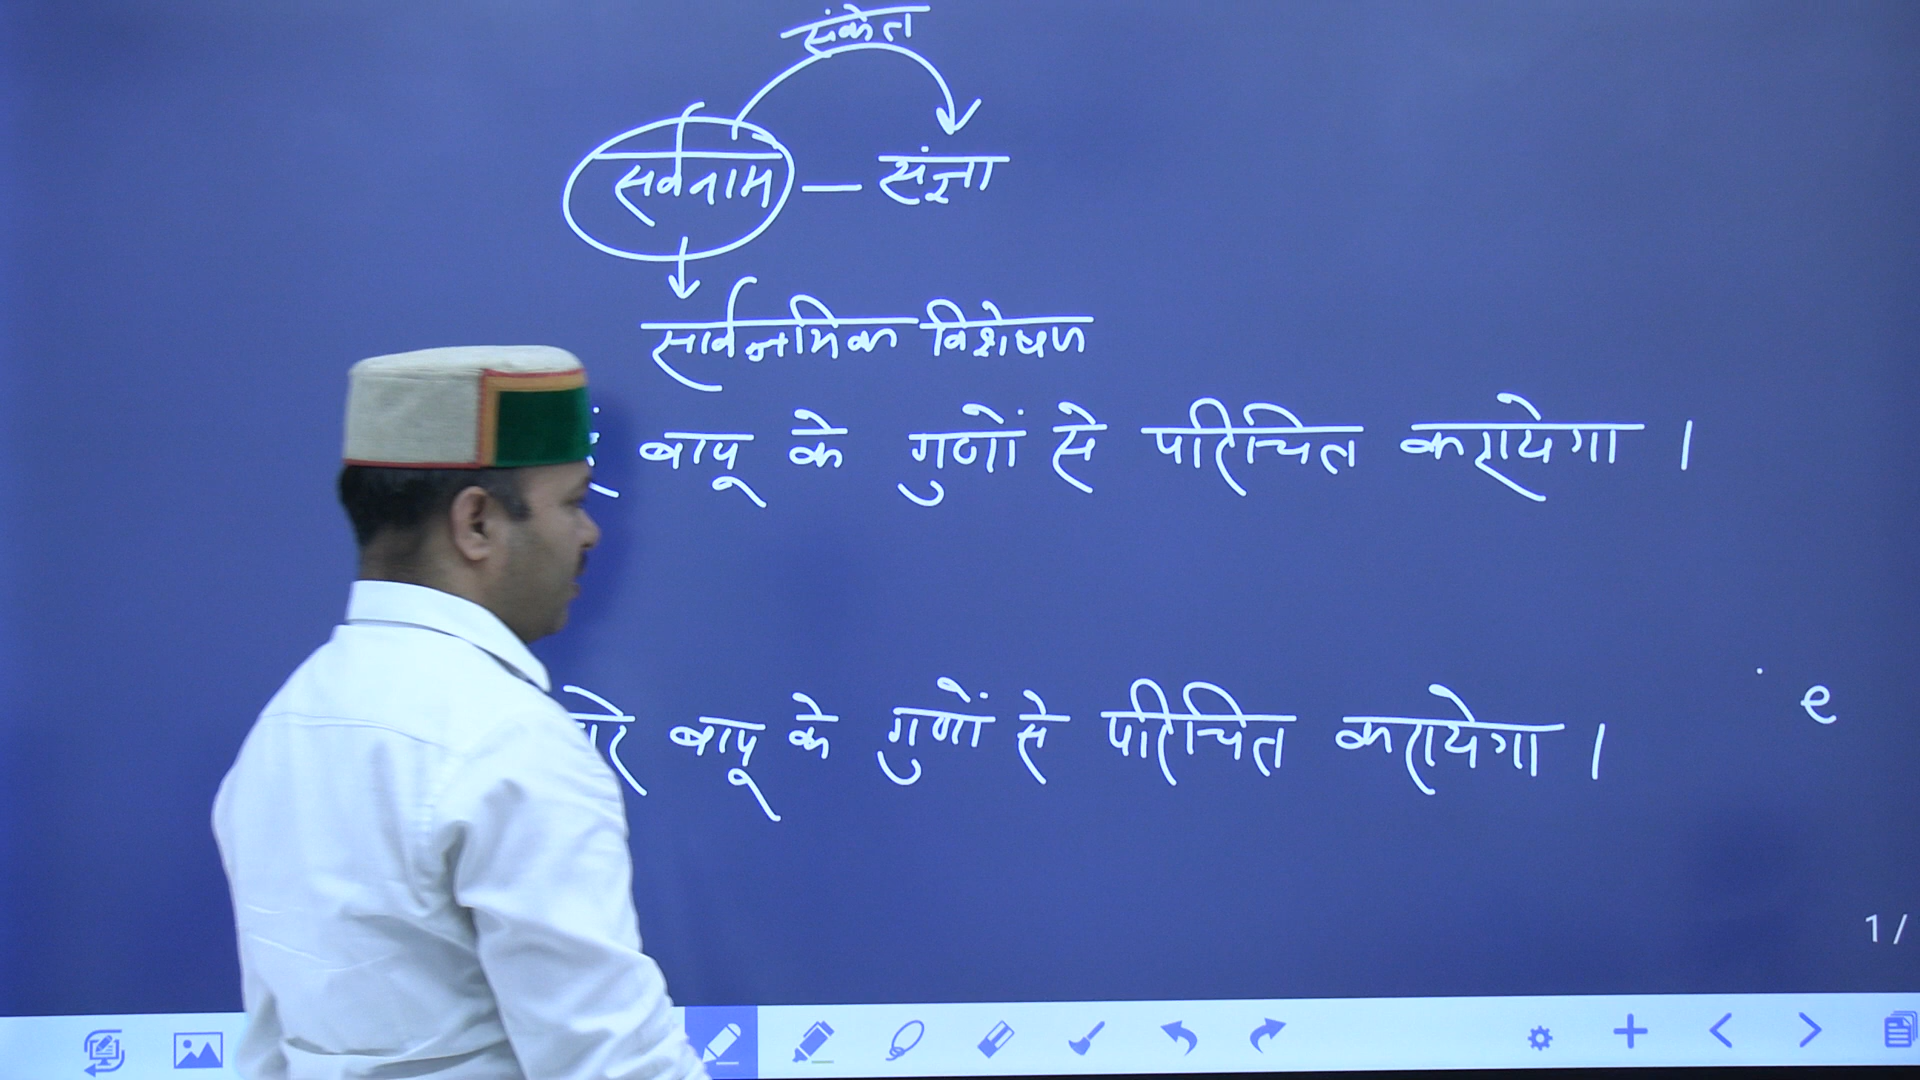 संकेत
सर्वनाम — संज्ञा
सार्वनामिक विशेषण
बापू के गुणों से परिचित करायेगा ।
बापू के गुणों से परिचित करायेगा ।
e
1 /